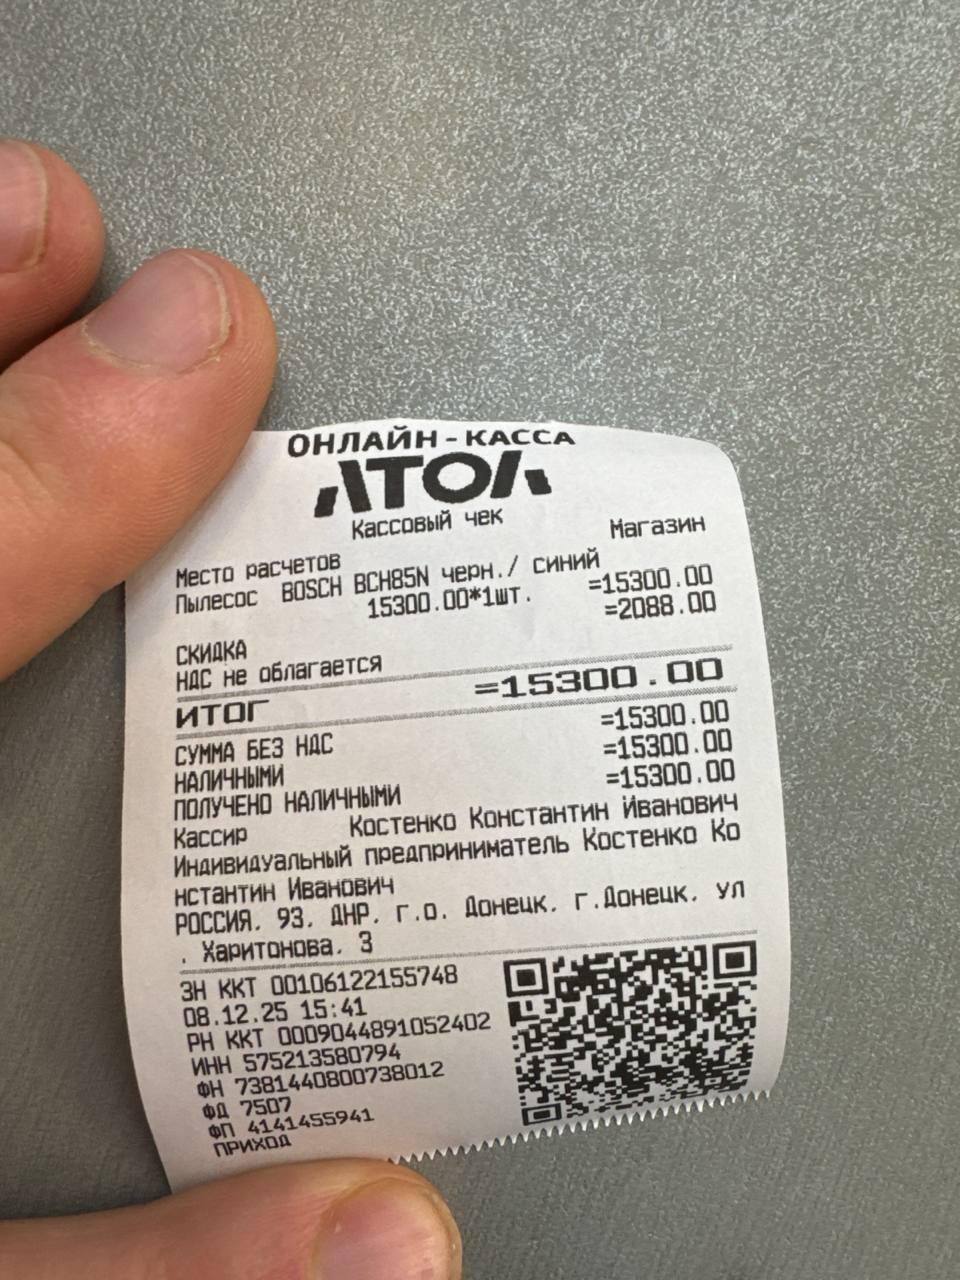 ОНЛАЙН-КАССА
АТОЛ
Кассовый чек
Место расчетов Магазин
Пылесос BOSCH BCH85N черн./ синий
15300.00*1шт. =15300.00
СКИДКА =2088.00
НДС не облагается
ИТОГ =15300.00
СУММА БЕЗ НДС =15300.00
НАЛИЧНЫМИ =15300.00
ПОЛУЧЕНО НАЛИЧНЫМИ =15300.00
Кассир Костенко Константин Иванович
Индивидуальный предприниматель Костенко Ко
нстантин Иванович
РОССИЯ, 93, ДНР, г.о. Донецк, г.Донецк, ул
. Харитонова, 3
ЗН ККТ 00106122155748
08.12.25 15:41
РН ККТ 0009044891052402
ИНН 575213580794
ФН 7381440800738012
ФД 7507
ФП 4141455941
ПРИХОД